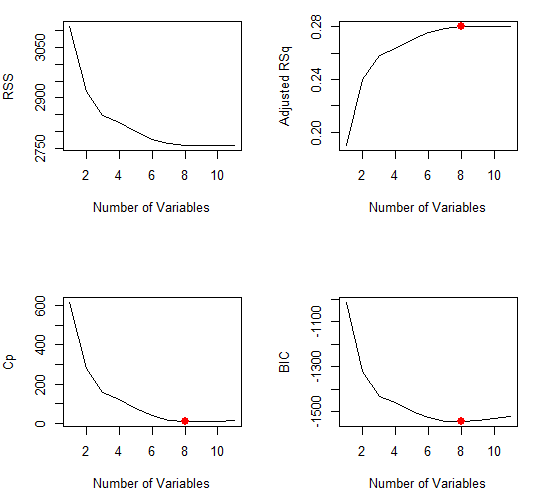 RSS
3050
2900
2750
2 4 6 8 10
Number of Variables
Adjusted RSq
0.28
0.24
0.20
2 4 6 8 10
Number of Variables
Cp
600
400
200
0
2 4 6 8 10
Number of Variables
BIC
-1100
-1300
-1500
2 4 6 8 10
Number of Variables